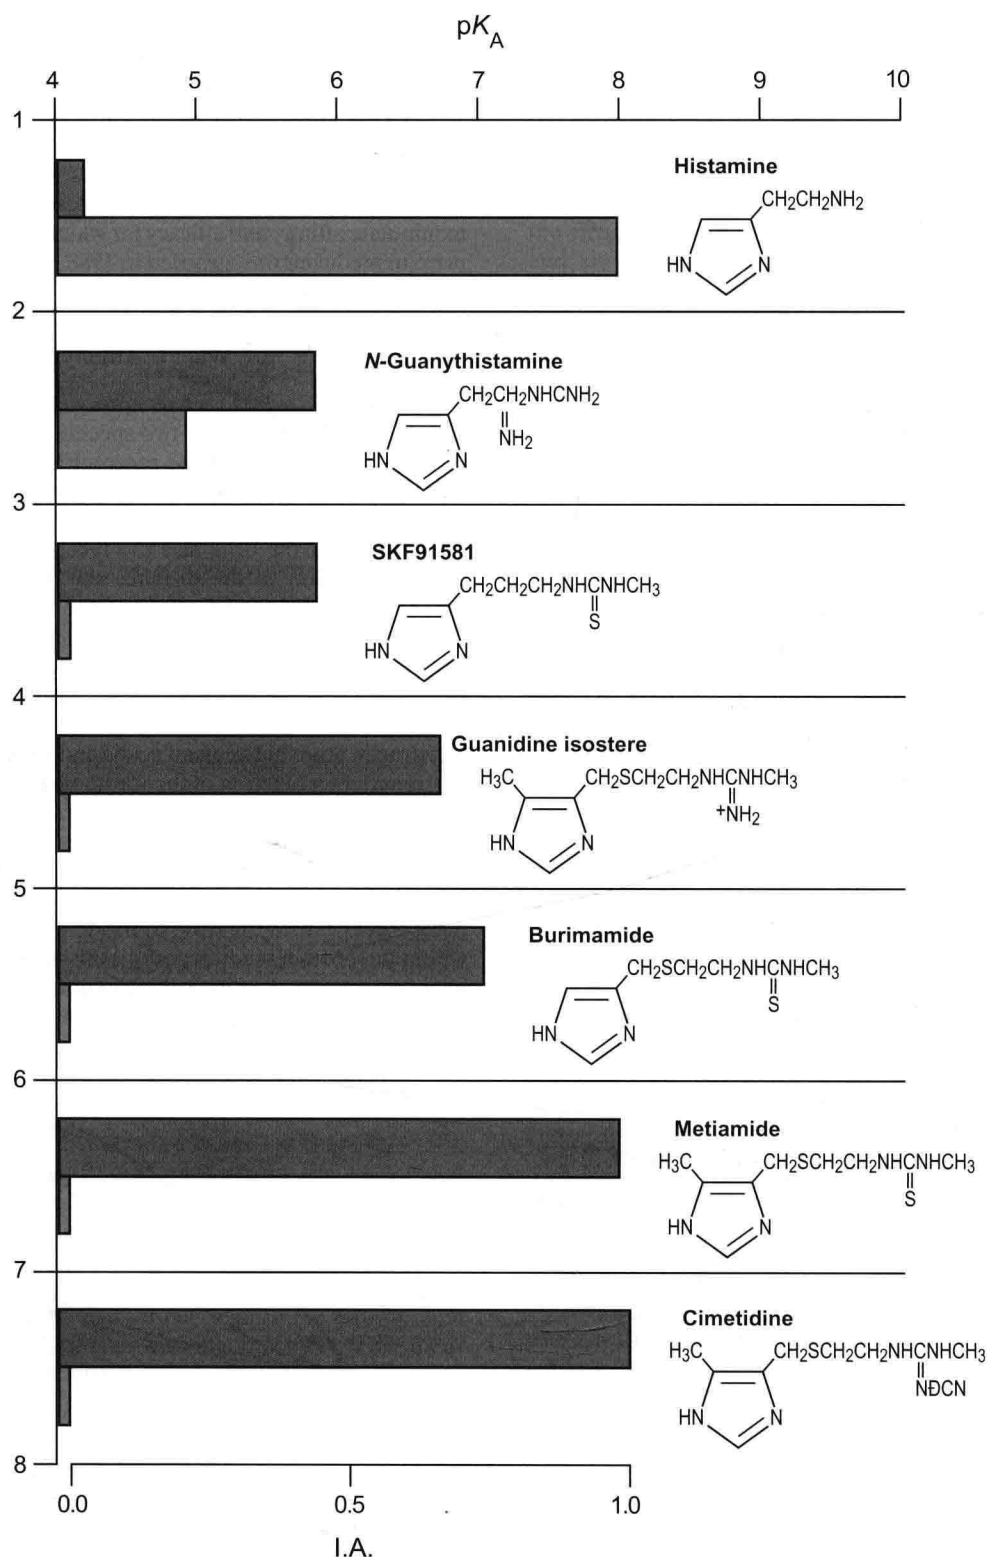 pK_A
4 5 6 7 8 9 10
1
Histamine
CH2CH2NH2
HN N
2
N-Guanythistamine
CH2CH2NHCNH2
NH2
HN N
3
SKF91581
CH2CH2CH2NHCNHCH3
S
HN N
4
Guanidine isostere
H3C CH2SCH2CH2NHCNHCH3
+NH2
HN N
5
Burimamide
CH2SCH2CH2NHCNHCH3
S
HN N
6
Metiamide
H3C CH2SCH2CH2NHCNHCH3
S
HN N
7
Cimetidine
H3C CH2SCH2CH2NHCNHCH3
NÐCN
HN N
8
0.0 0.5 1.0
I.A.